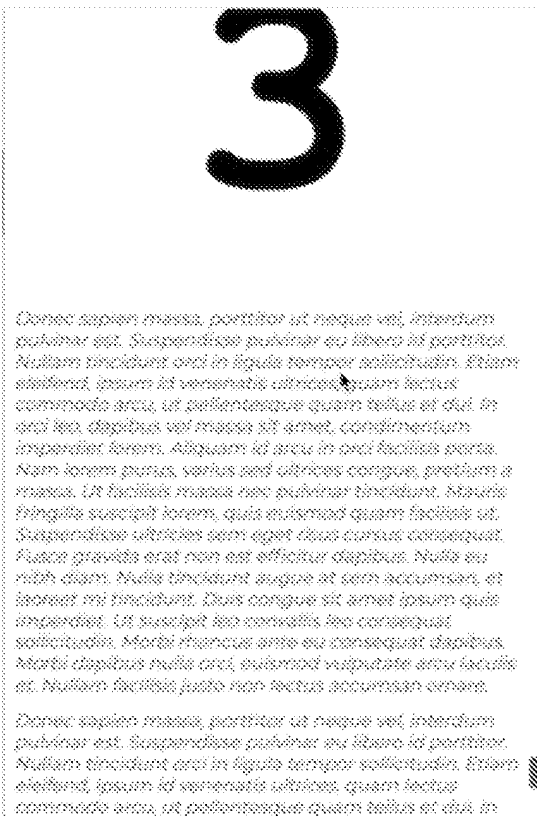 3
Donec sapien massa, porttitor ut neque vel, interdum
pulvinar est. Suspendisse pulvinar eu libero id porttitor.
Nullam tincidunt orci in ligula tempor sollicitudin. Etiam
eleifend, ipsum id venenatis ultrices, quam lectus
commodo arcu, ut pellentesque quam tellus et dui. In
orci leo, dapibus vel massa sit amet, condimentum
imperdiet lorem. Aliquam id arcu in orci facilisis porta.
Nam lorem purus, varius sed ultrices congue, pretium a
massa. Ut facilisis massa nec pulvinar tincidunt. Mauris
fringilla suscipit lorem, quis euismod quam facilisis ut.
Suspendisse ultricies sem eget risus cursus consequat.
Fusce gravida erat non est efficitur dapibus. Nulla eu
nibh diam. Nulla tincidunt augue at sem accumsan, et
laoreet mi tincidunt. Duis congue sit amet ipsum quis
imperdiet. Ut suscipit leo convallis leo consequat
sollicitudin. Morbi rhoncus ante eu consequat dapibus.
Morbi dapibus nulla orci, euismod vulputate arcu iaculis
et. Nullam facilisis justo non lectus accumsan ornare.
Donec sapien massa, porttitor ut neque vel, interdum
pulvinar est. Suspendisse pulvinar eu libero id porttitor.
Nullam tincidunt orci in ligula tempor sollicitudin. Etiam
eleifend, ipsum id venenatis ultrices, quam lectus
commodo arcu, ut pellentesque quam tellus et dui. In